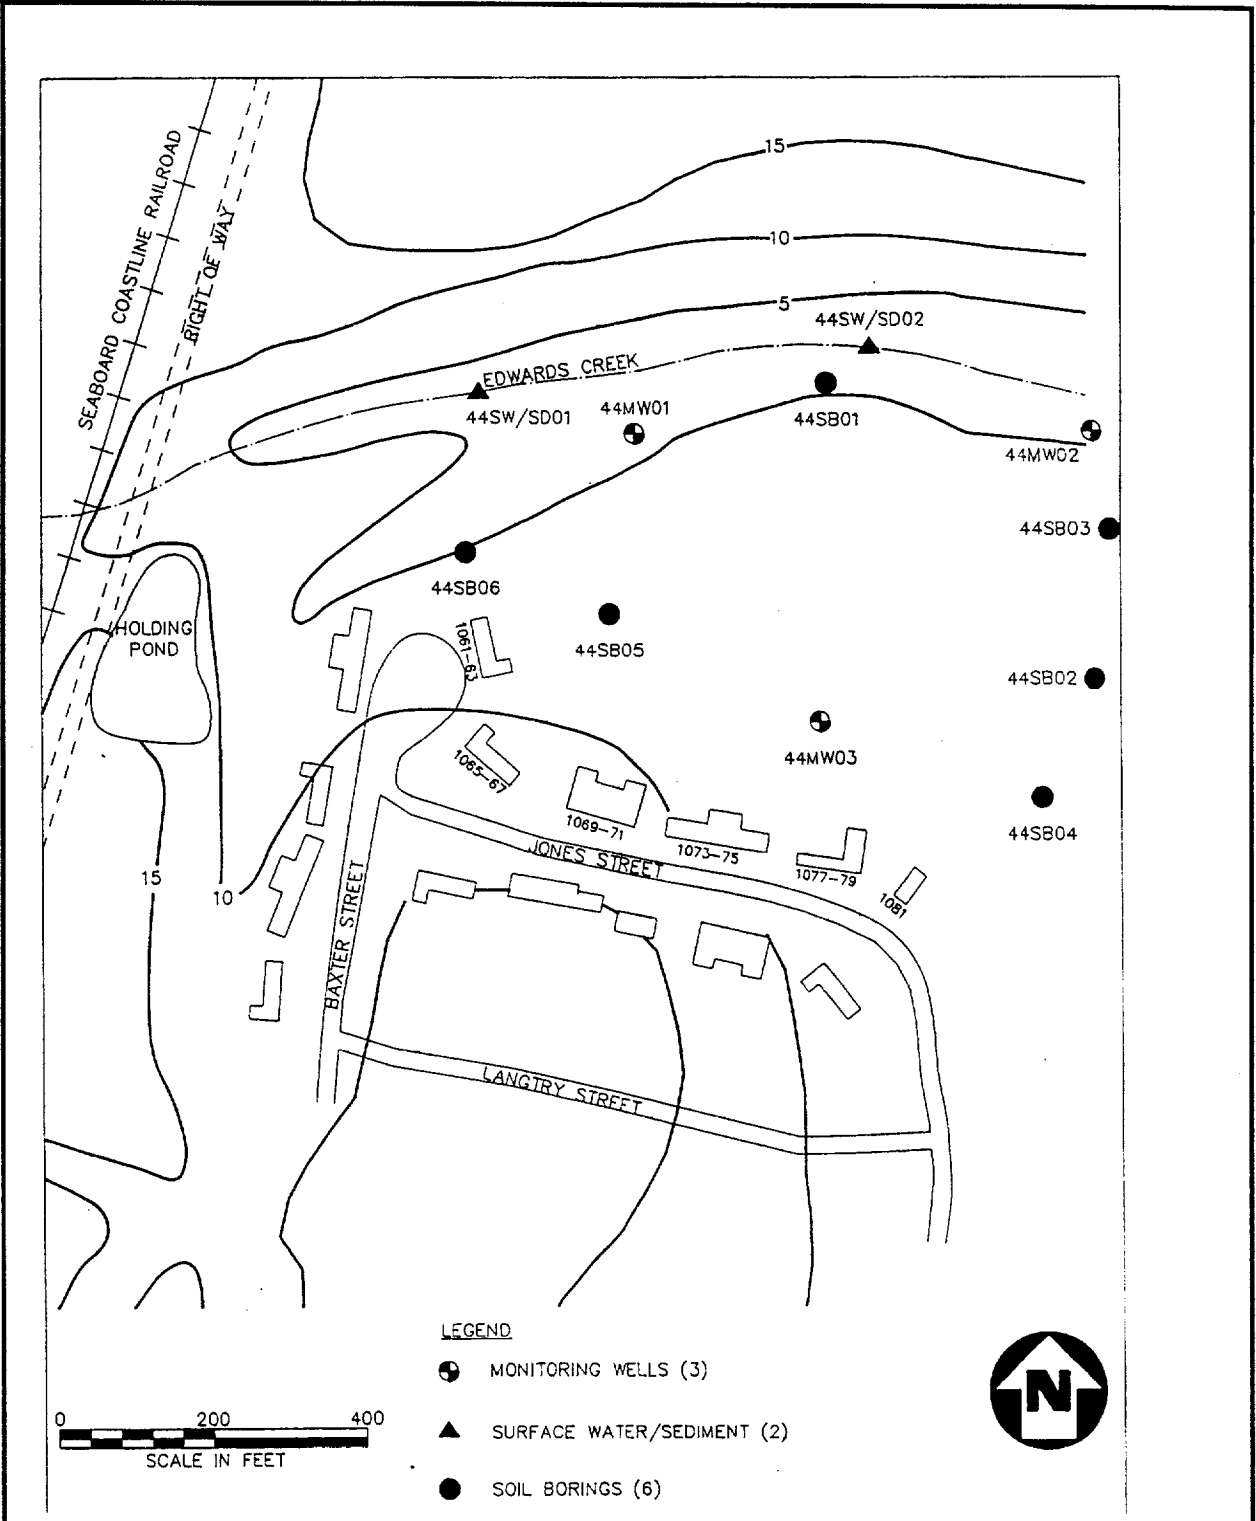 15
SEABOARD COASTLINE RAILROAD
RIGHT OF WAY
10
5
44SW/SD02
EDWARDS CREEK
44SW/SD01
44MW01
44SB01
44MW02
44SB03
44SB06
HOLDING
POND
1061-63
44SB05
44SB02
44MW03
1065-67
1069-71
44SB04
JONES STREET
1073-75
1077-79
15
10
1081
BAXTER STREET
LANGTRY STREET
LEGEND
MONITORING WELLS (3)
N
0 200 400
SURFACE WATER/SEDIMENT (2)
SCALE IN FEET
SOIL BORINGS (6)